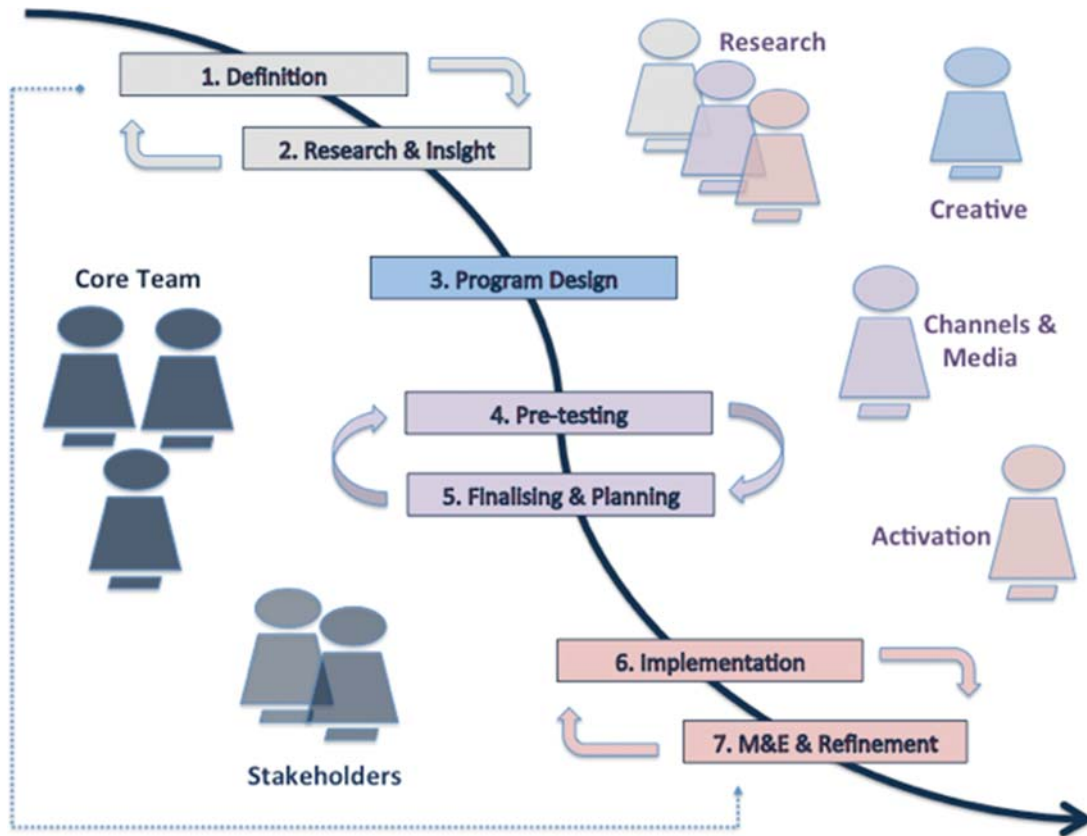 Research
1. Definition
2. Research & Insight
Creative
3. Program Design
Core Team
Channels &
Media
4. Pre-testing
5. Finalising & Planning
Activation
6. Implementation
7. M&E & Refinement
Stakeholders